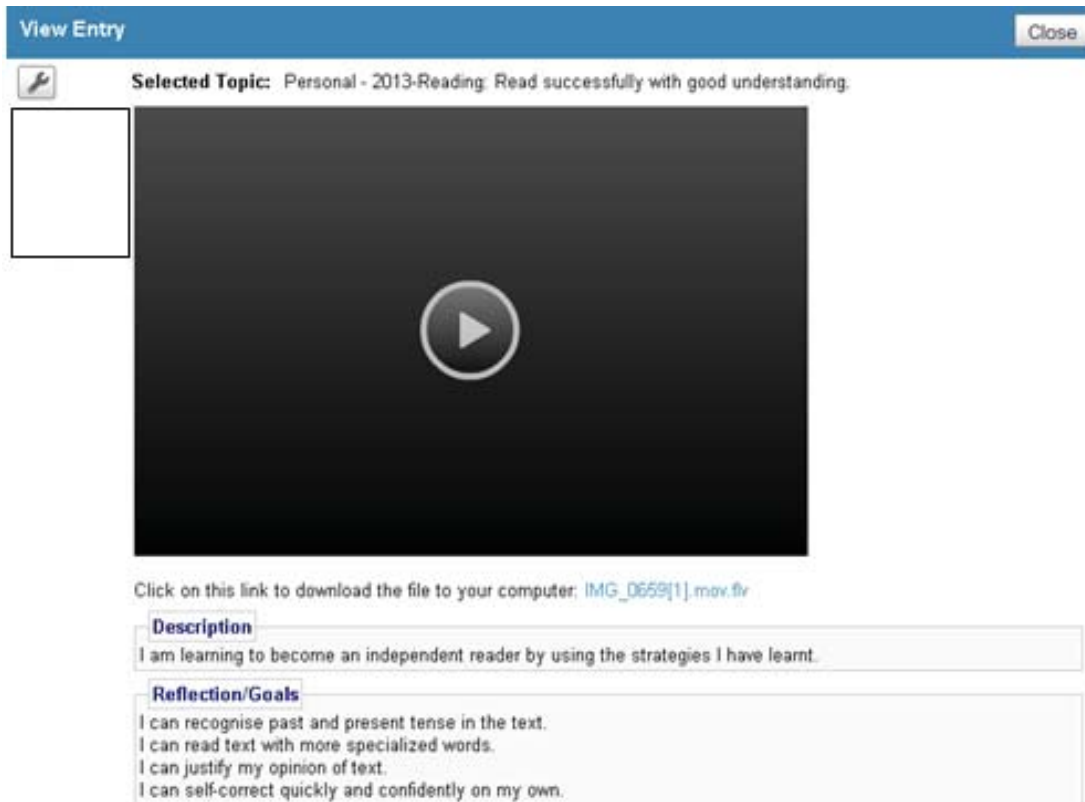 View Entry
Close
Selected Topic: Personal - 2013-Reading: Read successfully with good understanding.
Click on this link to download the file to your computer: IMG_0659[1].mov.flv
Description
I am learning to become an independent reader by using the strategies I have learnt.
Reflection/Goals
I can recognise past and present tense in the text.
I can read text with more specialized words.
I can justify my opinion of text.
I can self-correct quickly and confidently on my own.